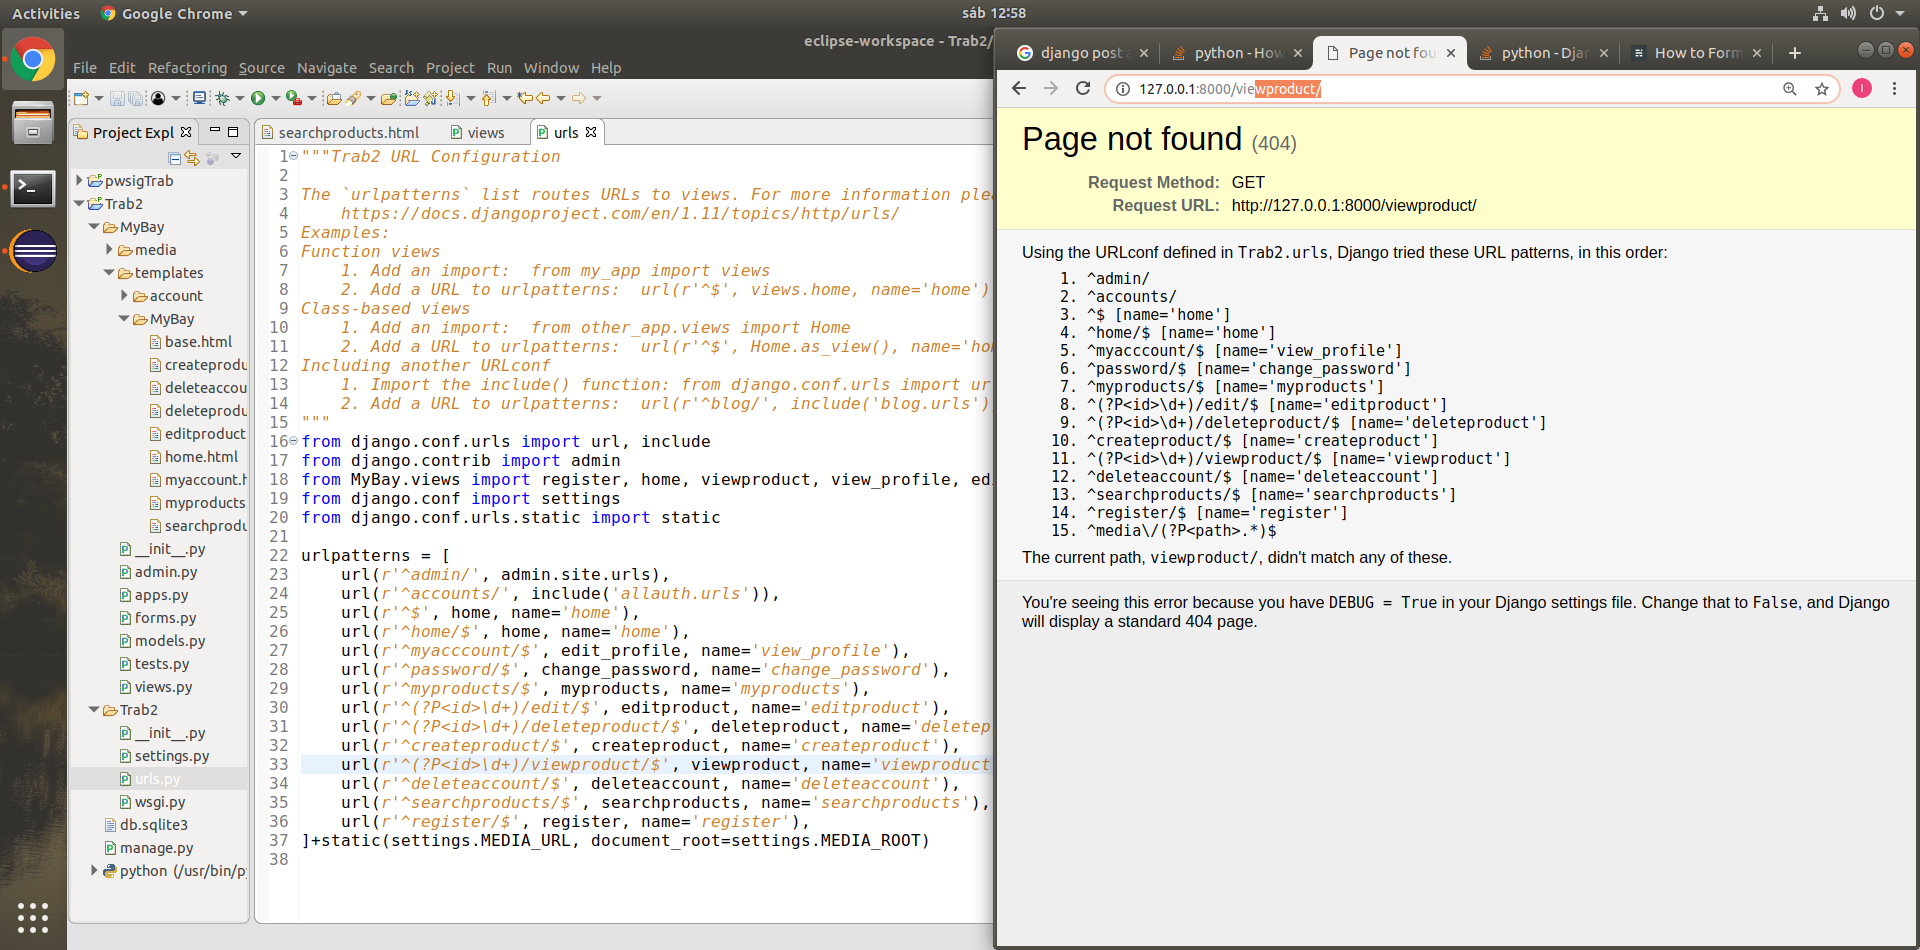 Activities
Google Chrome
sáb 12:58
eclipse-workspace - Trab2/
File Edit Refactoring Source Navigate Search Project Run Window Help
Project Expl
pwsigTrab
Trab2
MyBay
media
templates
account
MyBay
base.html
createprodu
deleteaccou
deleteprodu
editproduct
home.html
myaccount.h
myproducts
searchprodu
__init__.py
admin.py
apps.py
forms.py
models.py
tests.py
views.py
Trab2
__init__.py
settings.py
urls.py
wsgi.py
db.sqlite3
manage.py
python (/usr/bin/py
searchproducts.html
views
urls
1 """Trab2 URL Configuration
2
3 The `urlpatterns` list routes URLs to views. For more information plea
4     https://docs.djangoproject.com/en/1.11/topics/http/urls/
5 Examples:
6 Function views
7     1. Add an import:  from my_app import views
8     2. Add a URL to urlpatterns:  url(r'^$', views.home, name='home')
9 Class-based views
10     1. Add an import:  from other_app.views import Home
11     2. Add a URL to urlpatterns:  url(r'^$', Home.as_view(), name='hom
12 Including another URLconf
13     1. Import the include() function: from django.conf.urls import ur
14     2. Add a URL to urlpatterns:  url(r'^blog/', include('blog.urls')
15 """
16 from django.conf.urls import url, include
17 from django.contrib import admin
18 from MyBay.views import register, home, viewproduct, view_profile, edi
19 from django.conf import settings
20 from django.conf.urls.static import static
21
22 urlpatterns = [
23     url(r'^admin/', admin.site.urls),
24     url(r'^accounts/', include('allauth.urls')),
25     url(r'^$', home, name='home'),
26     url(r'^home/$', home, name='home'),
27     url(r'^myacccount/$', edit_profile, name='view_profile'),
28     url(r'^password/$', change_password, name='change_password'),
29     url(r'^myproducts/$', myproducts, name='myproducts'),
30     url(r'^(?P<id>\d+)/edit/$', editproduct, name='editproduct'),
31     url(r'^(?P<id>\d+)/deleteproduct/$', deleteproduct, name='deletep
32     url(r'^createproduct/$', createproduct, name='createproduct'),
33     url(r'^(?P<id>\d+)/viewproduct/$', viewproduct, name='viewproduct
34     url(r'^deleteaccount/$', deleteaccount, name='deleteaccount'),
35     url(r'^searchproducts/$', searchproducts, name='searchproducts'),
36     url(r'^register/$', register, name='register'),
37 ]+static(settings.MEDIA_URL, document_root=settings.MEDIA_ROOT)
38
django post
python - How
Page not fou
python - Djan
How to Form
127.0.0.1:8000/viewproduct/
I
Page not found (404)
Request Method: GET
Request URL: http://127.0.0.1:8000/viewproduct/
Using the URLconf defined in Trab2.urls, Django tried these URL patterns, in this order:
1. ^admin/
2. ^accounts/
3. ^$ [name='home']
4. ^home/$ [name='home']
5. ^myacccount/$ [name='view_profile']
6. ^password/$ [name='change_password']
7. ^myproducts/$ [name='myproducts']
8. ^(?P<id>\d+)/edit/$ [name='editproduct']
9. ^(?P<id>\d+)/deleteproduct/$ [name='deleteproduct']
10. ^createproduct/$ [name='createproduct']
11. ^(?P<id>\d+)/viewproduct/$ [name='viewproduct']
12. ^deleteaccount/$ [name='deleteaccount']
13. ^searchproducts/$ [name='searchproducts']
14. ^register/$ [name='register']
15. ^media\/(?P<path>.*)$
The current path, viewproduct/, didn't match any of these.
You're seeing this error because you have DEBUG = True in your Django settings file. Change that to False, and Django
will display a standard 404 page.